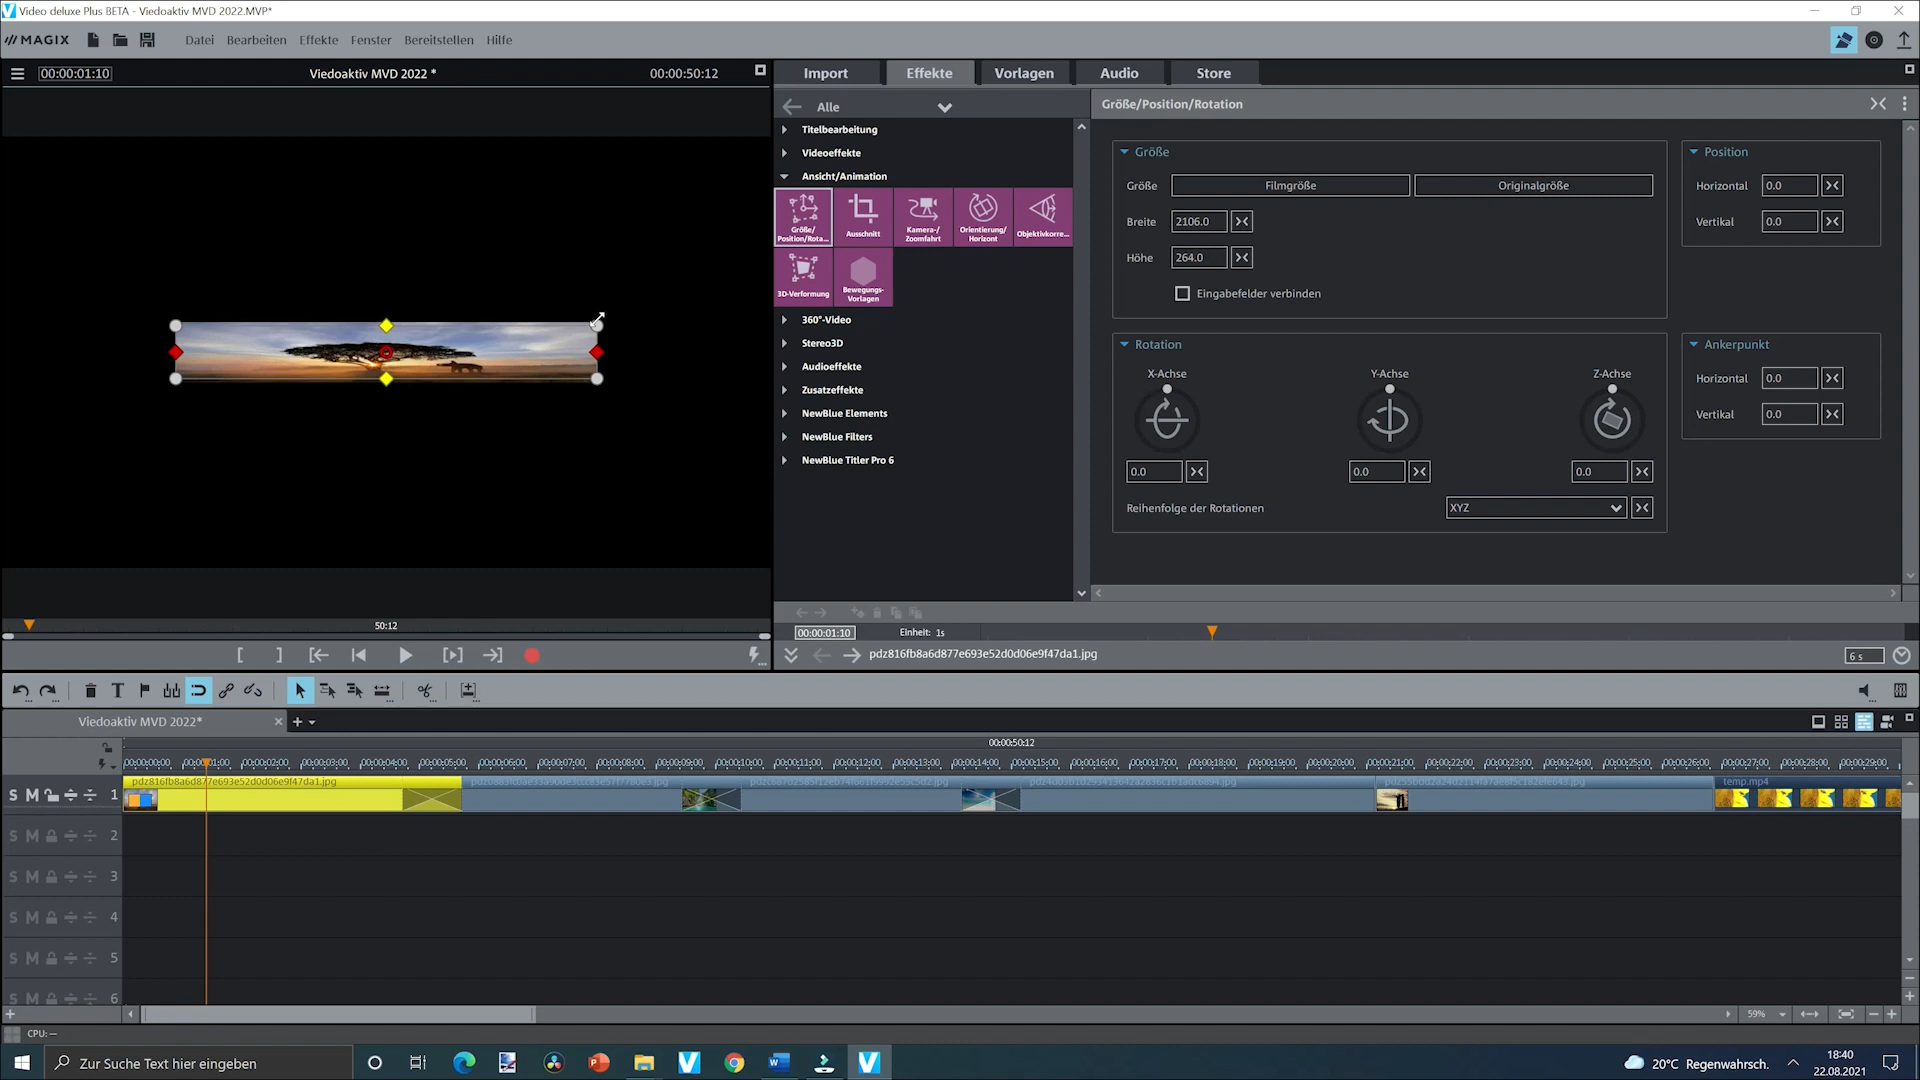 Video deluxe Plus BETA - Viedoaktiv MVD 2022.MVP*
MAGIX Datei Bearbeiten Effekte Fenster Bereitstellen Hilfe
00:00:01:10 Viedoaktiv MVD 2022 * 00:00:50:12
Import Effekte Vorlagen Audio Store
Alle
Titelbearbeitung
Videoeffekte
Ansicht/Animation
Größe/ Position/Rota...
Ausschnitt
Kamera-/ Zoomfahrt
Orientierung/ Horizont
Objektivkorre...
3D-Verformung
Bewegungs- Vorlagen
360°-Video
Stereo3D
Audioeffekte
Zusatzeffekte
NewBlue Elements
NewBlue Filters
NewBlue Titler Pro 6
Größe/Position/Rotation
Größe
Größe Filmgröße Originalgröße
Breite 2106.0
Höhe 264.0
Eingabefelder verbinden
Position
Horizontal 0.0
Vertikal 0.0
Rotation
X-Achse Y-Achse Z-Achse
0.0 0.0 0.0
Reihenfolge der Rotationen XYZ
Ankerpunkt
Horizontal 0.0
Vertikal 0.0
50:12
00:00:01:10 Einheit: 1s
pdz816fb8a6d877e693e52d0d06e9f47da1.jpg 6 s
Viedoaktiv MVD 2022*
00:00:50:12
00:00:00:00 00:00:02:00 00:00:03:00 00:00:04:00 00:00:05:00 00:00:06:00 00:00:07:00 00:00:08:00 00:00:09:00 00:00:10:00 00:00:11:00 00:00:12:00 00:00:13:00 00:00:14:00 00:00:15:00 00:00:16:00 00:00:17:00 00:00:18:00 00:00:19:00 00:00:20:00 00:00:21:00 00:00:22:00 00:00:23:00 00:00:24:00 00:00:25:00 00:00:26:00 00:00:27:00 00:00:28:00 00:00:29:00
pdz816fb8a6d877e693e52d0d06e9f47da1.jpg temp.mp4
S M 1
S M 2
S M 3
S M 4
S M 5
S M 6
59%
CPU: —
Zur Suche Text hier eingeben
20°C Regenwahrsch.
18:40
22.08.2021